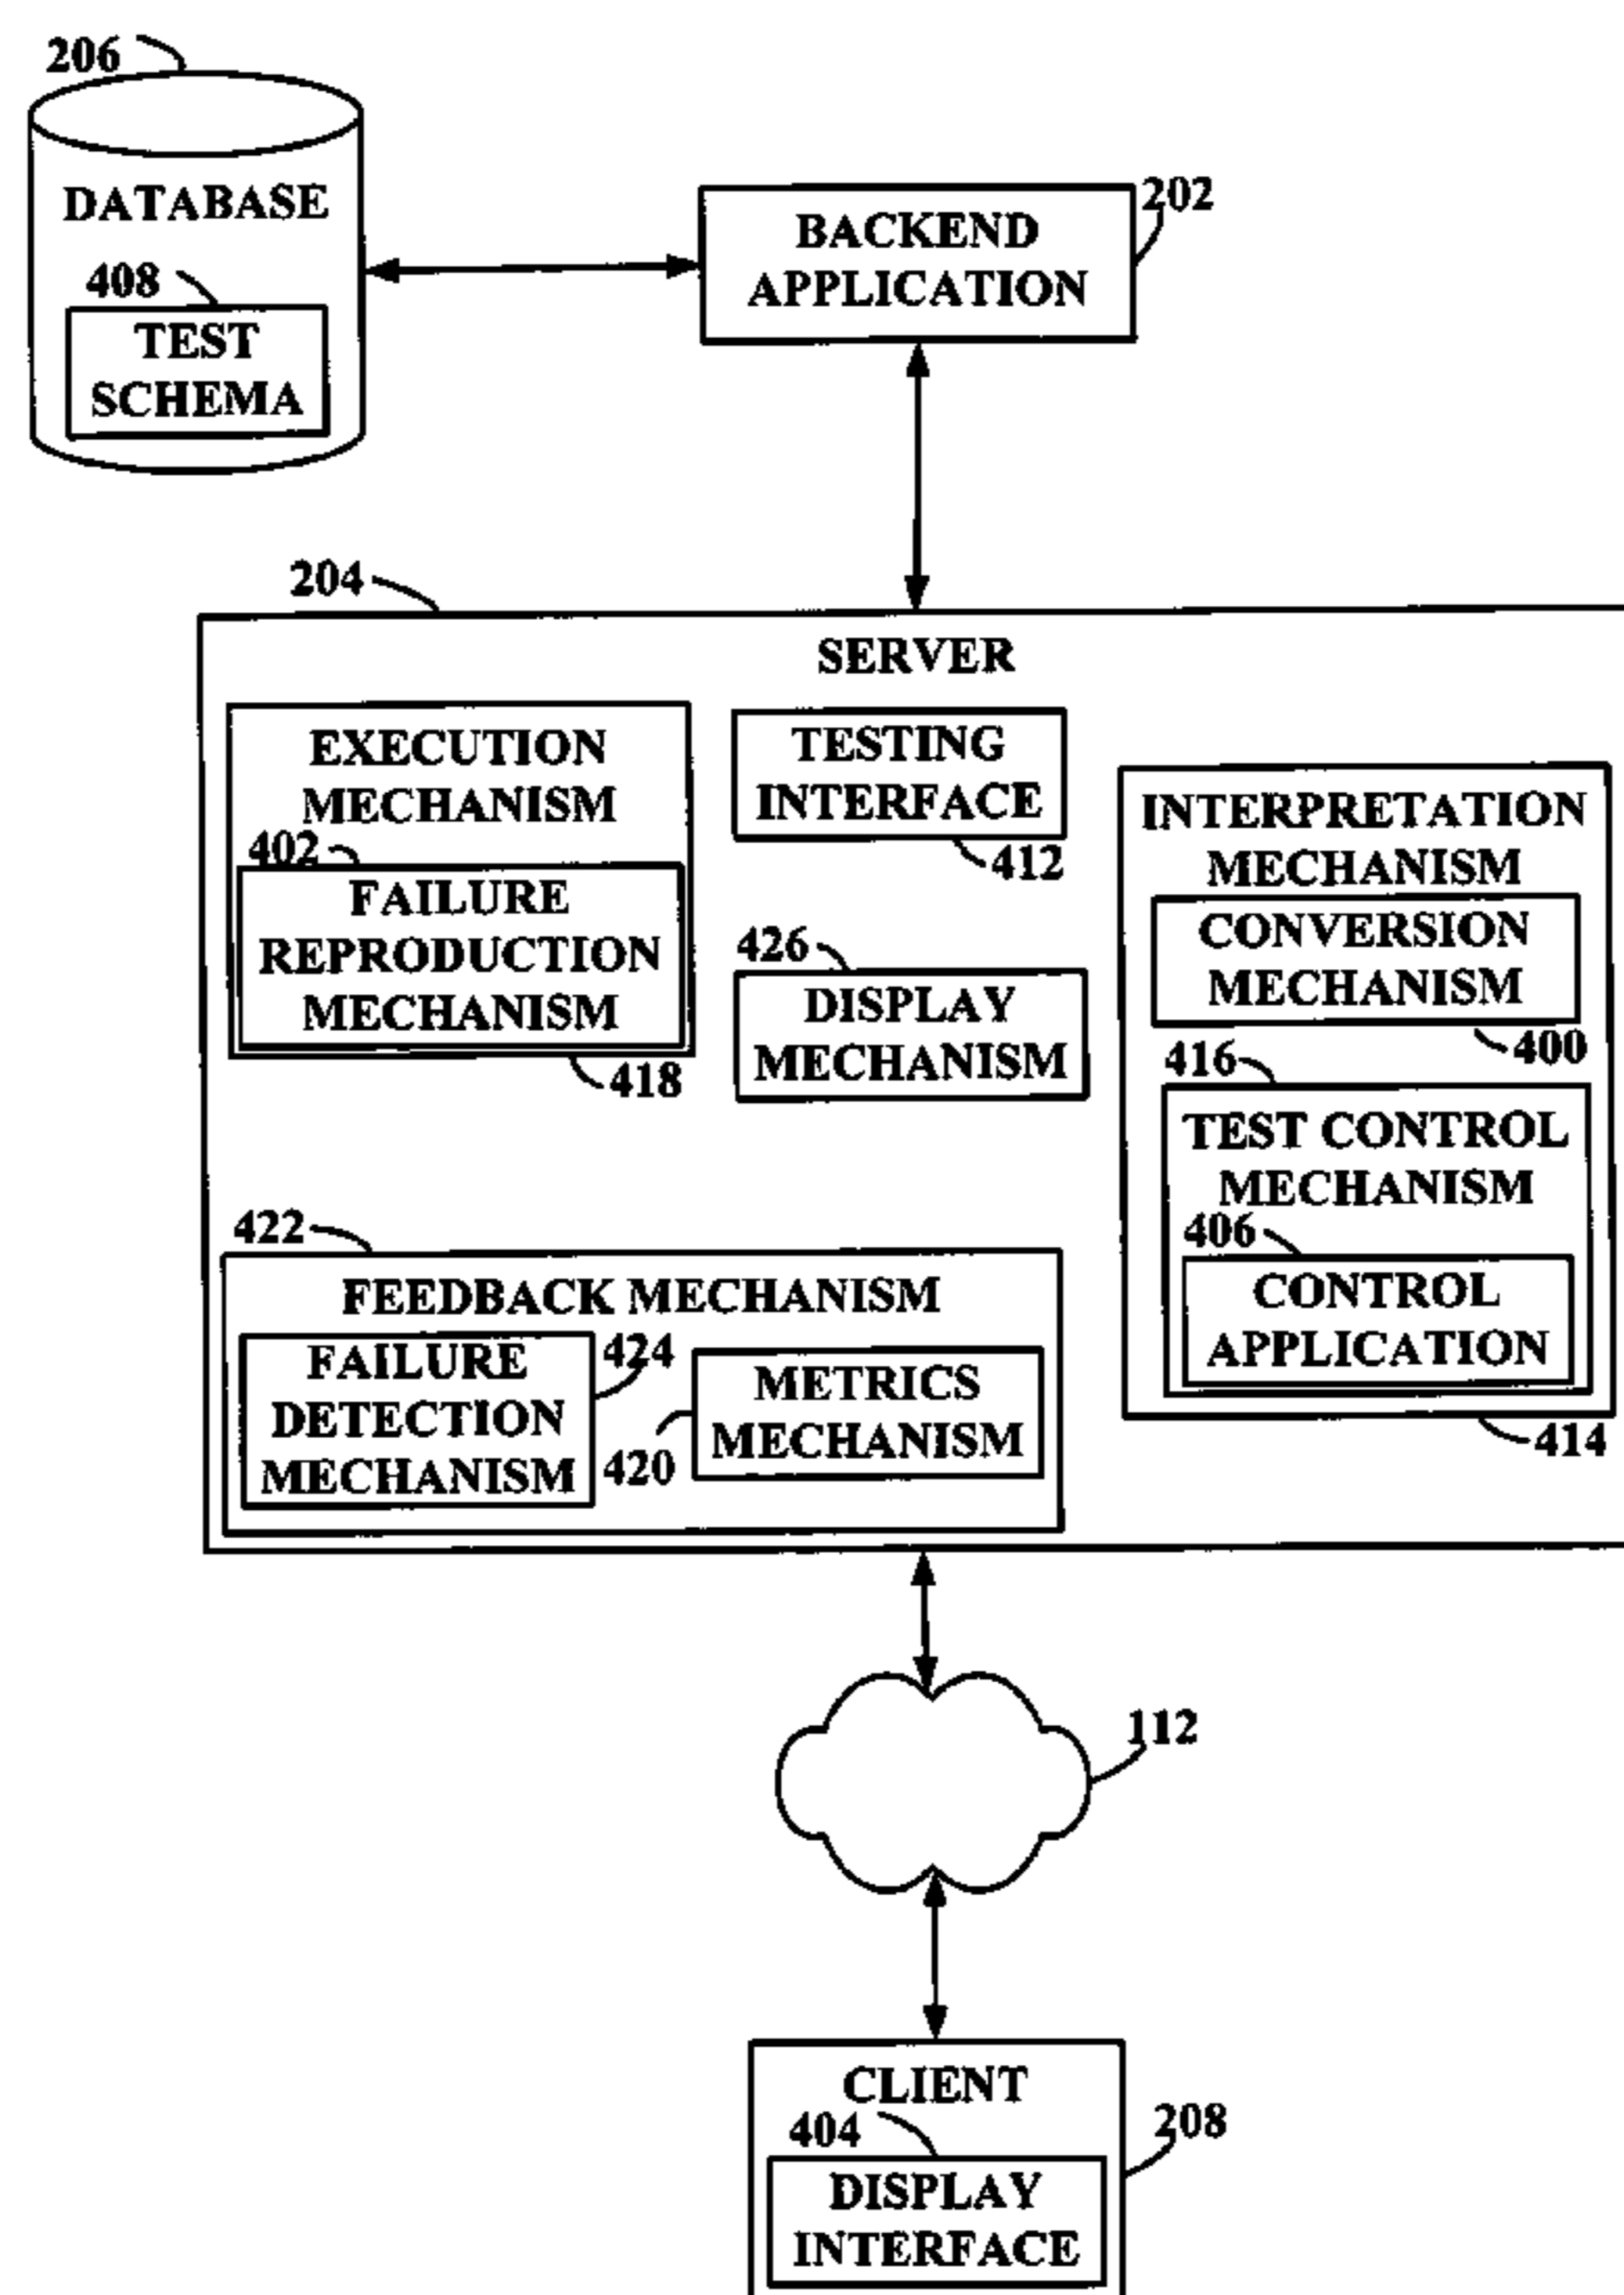 206
DATABASE
408
TEST
SCHEMA
BACKEND
APPLICATION
202
204
SERVER
EXECUTION
MECHANISM
402
FAILURE
REPRODUCTION
MECHANISM
418
TESTING
INTERFACE
412
426
DISPLAY
MECHANISM
INTERPRETATION
MECHANISM
CONVERSION
MECHANISM
400
416
TEST CONTROL
MECHANISM
406
CONTROL
APPLICATION
414
422
FEEDBACK MECHANISM
FAILURE
DETECTION
MECHANISM
424
420
METRICS
MECHANISM
112
CLIENT
404
208
DISPLAY
INTERFACE